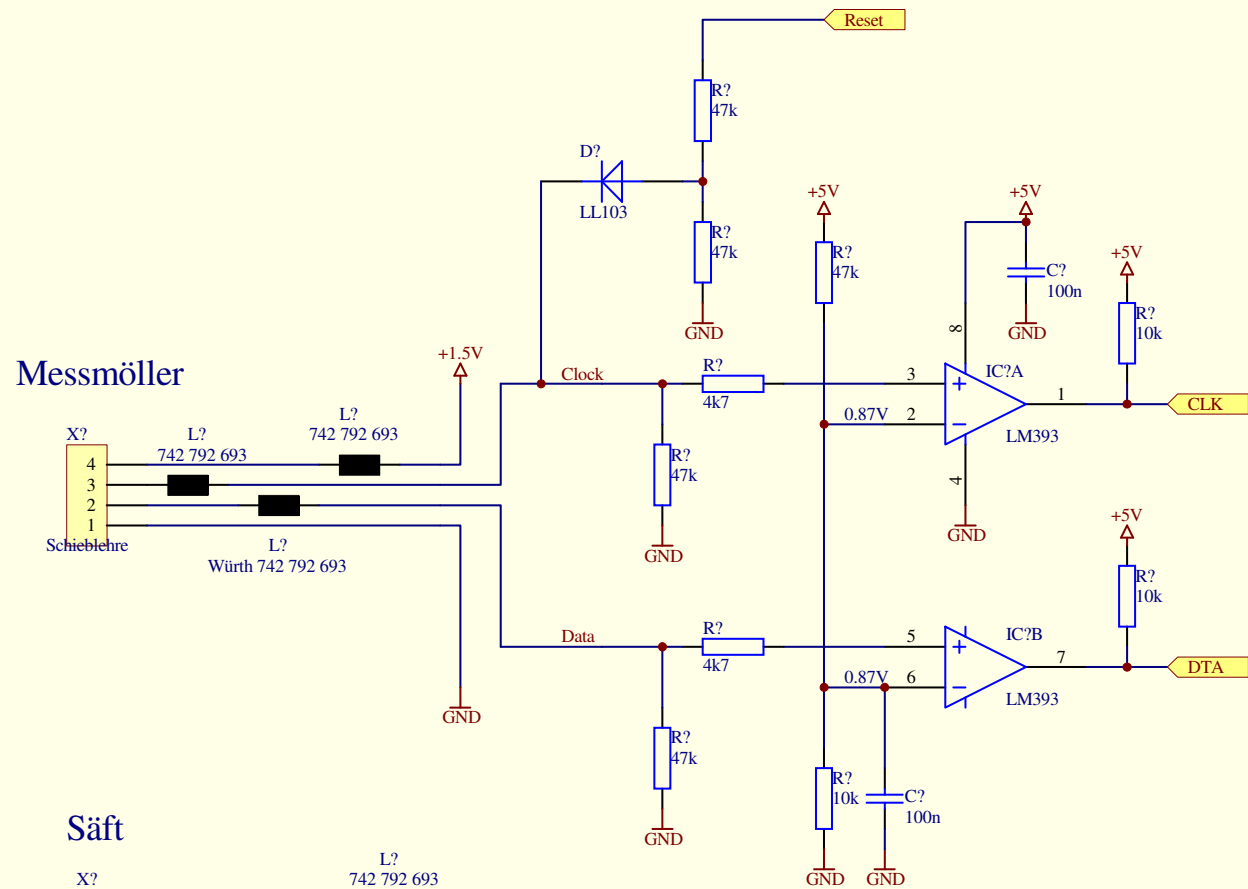 Reset
R?
47k
D?
LL103
R?
47k
GND
+5V
R?
47k
+5V
C?
100n
GND
+5V
R?
10k
Messmöller
+1.5V
Clock
R?
4k7
3
2
0.87V
8
4
IC?A
LM393
1
CLK
GND
X?
L?
742 792 693
L?
742 792 693
4
3
2
1
Schieblehre
L?
Würth 742 792 693
R?
47k
GND
+5V
R?
10k
Data
R?
4k7
5
6
0.87V
IC?B
LM393
7
DTA
GND
R?
47k
GND
R?
10k
C?
100n
GND
GND
Säft
X?
L?
742 792 693